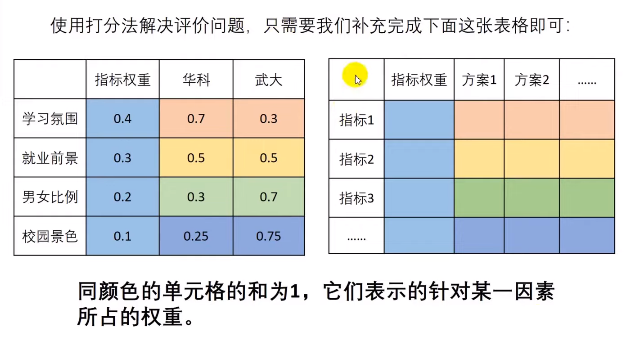 使用打分法解决评价问题，只需要我们补充完成下面这张表格即可：
指标权重 华科 武大
学习氛围 0.4 0.7 0.3
就业前景 0.3 0.5 0.5
男女比例 0.2 0.3 0.7
校园景色 0.1 0.25 0.75
指标权重 方案1 方案2 ……
指标1
指标2
指标3
……
同颜色的单元格的和为1，它们表示的针对某一因素
所占的权重。